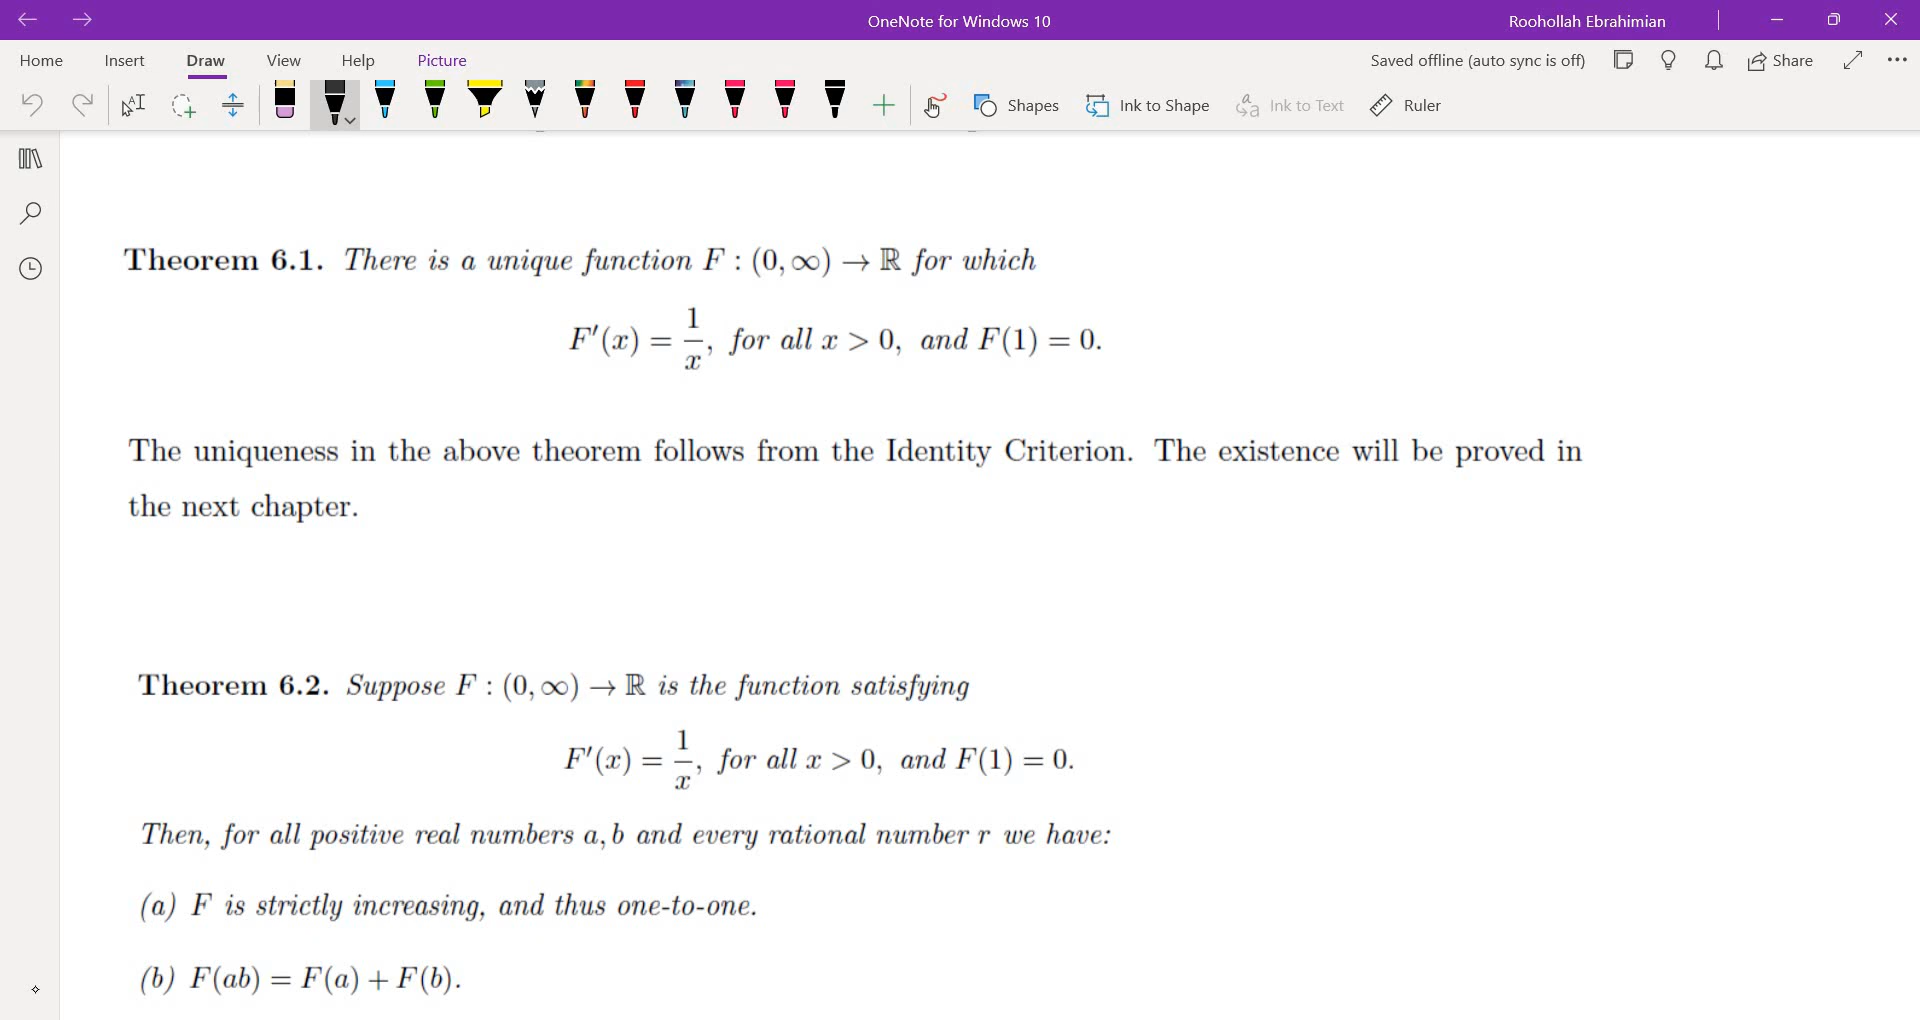 OneNote for Windows 10
Roohollah Ebrahimian
Home Insert Draw View Help Picture
Saved offline (auto sync is off) Share
Shapes Ink to Shape Ink to Text Ruler
Theorem 6.1. There is a unique function F : (0, ∞) → ℝ for which
F′(x) = 1/x, for all x > 0, and F(1) = 0.
The uniqueness in the above theorem follows from the Identity Criterion. The existence will be proved in
the next chapter.
Theorem 6.2. Suppose F : (0, ∞) → ℝ is the function satisfying
F′(x) = 1/x, for all x > 0, and F(1) = 0.
Then, for all positive real numbers a, b and every rational number r we have:
(a) F is strictly increasing, and thus one-to-one.
(b) F(ab) = F(a) + F(b).